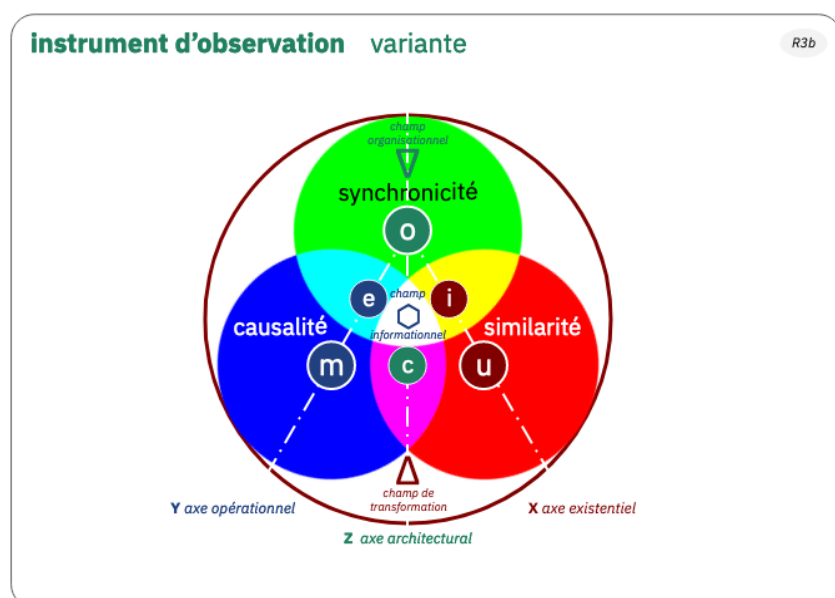 instrument d’observation variante
R3b
champ
organisationnel
synchronicité
o
e
champ
i
causalité
informationnel
similarité
m
c
u
champ de
transformation
Y axe opérationnel
X axe existentiel
Z axe architectural